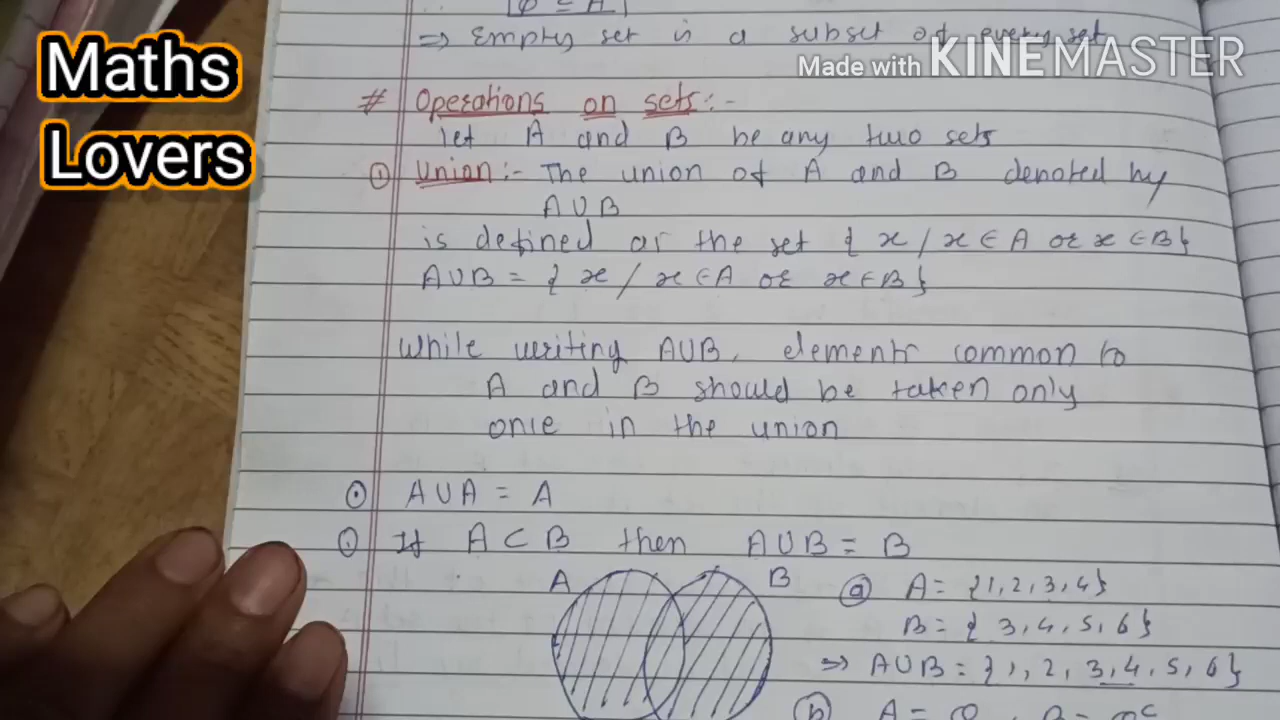 Maths
Lovers
Made with KINEMASTER
φ ⊆ A
⇒ Empty set is a subset of every set
# Operations on sets:-
let A and B be any two sets
① Union:- The union of A and B denoted by
A∪B
is defined as the set { x / x ∈ A or x ∈ B}
A∪B = { x / x ∈ A or x ∈ B }
While writing A∪B, elements common to
A and B should be taken only
once in the union
⊙ A∪A = A
⊙ If A ⊂ B then A∪B = B
A B
ⓐ A = {1, 2, 3, 4}
B = { 3, 4, 5, 6}
⇒ A∪B = {1, 2, 3, 4, 5, 6}
ⓑ A = Q , B = Qᶜ